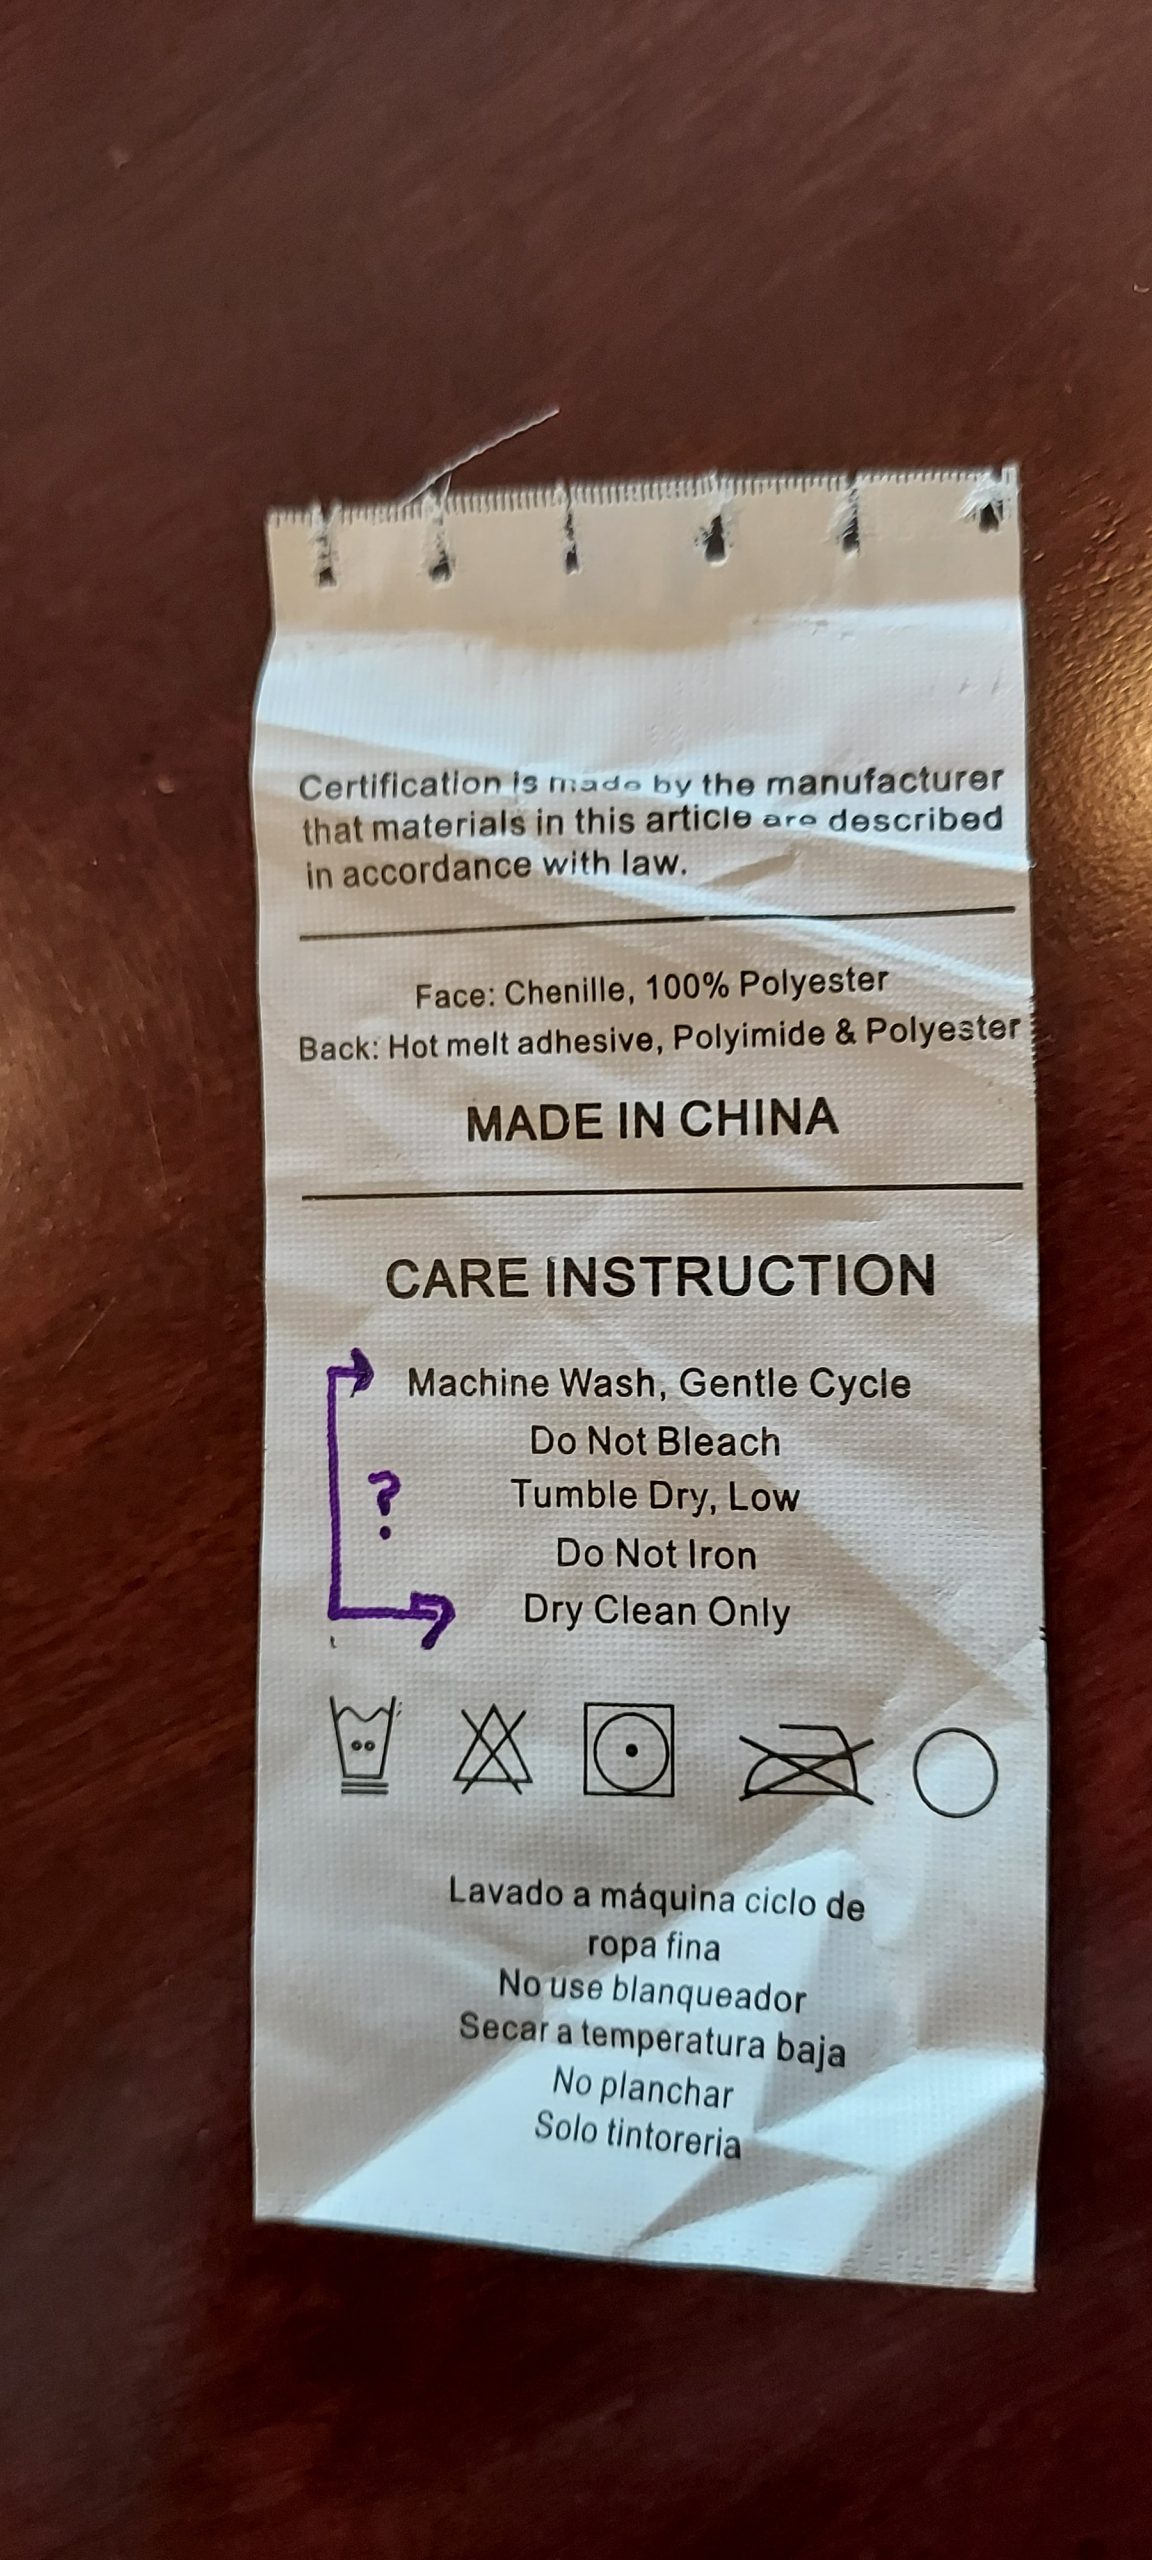 Certification is made by the manufacturer
that materials in this article are described
in accordance with law.
Face: Chenille, 100% Polyester
Back: Hot melt adhesive, Polyimide & Polyester
MADE IN CHINA
CARE INSTRUCTION
Machine Wash, Gentle Cycle
Do Not Bleach
?
Tumble Dry, Low
Do Not Iron
Dry Clean Only
Lavado a máquina ciclo de
ropa fina
No use blanqueador
Secar a temperatura baja
No planchar
Solo tintoreria